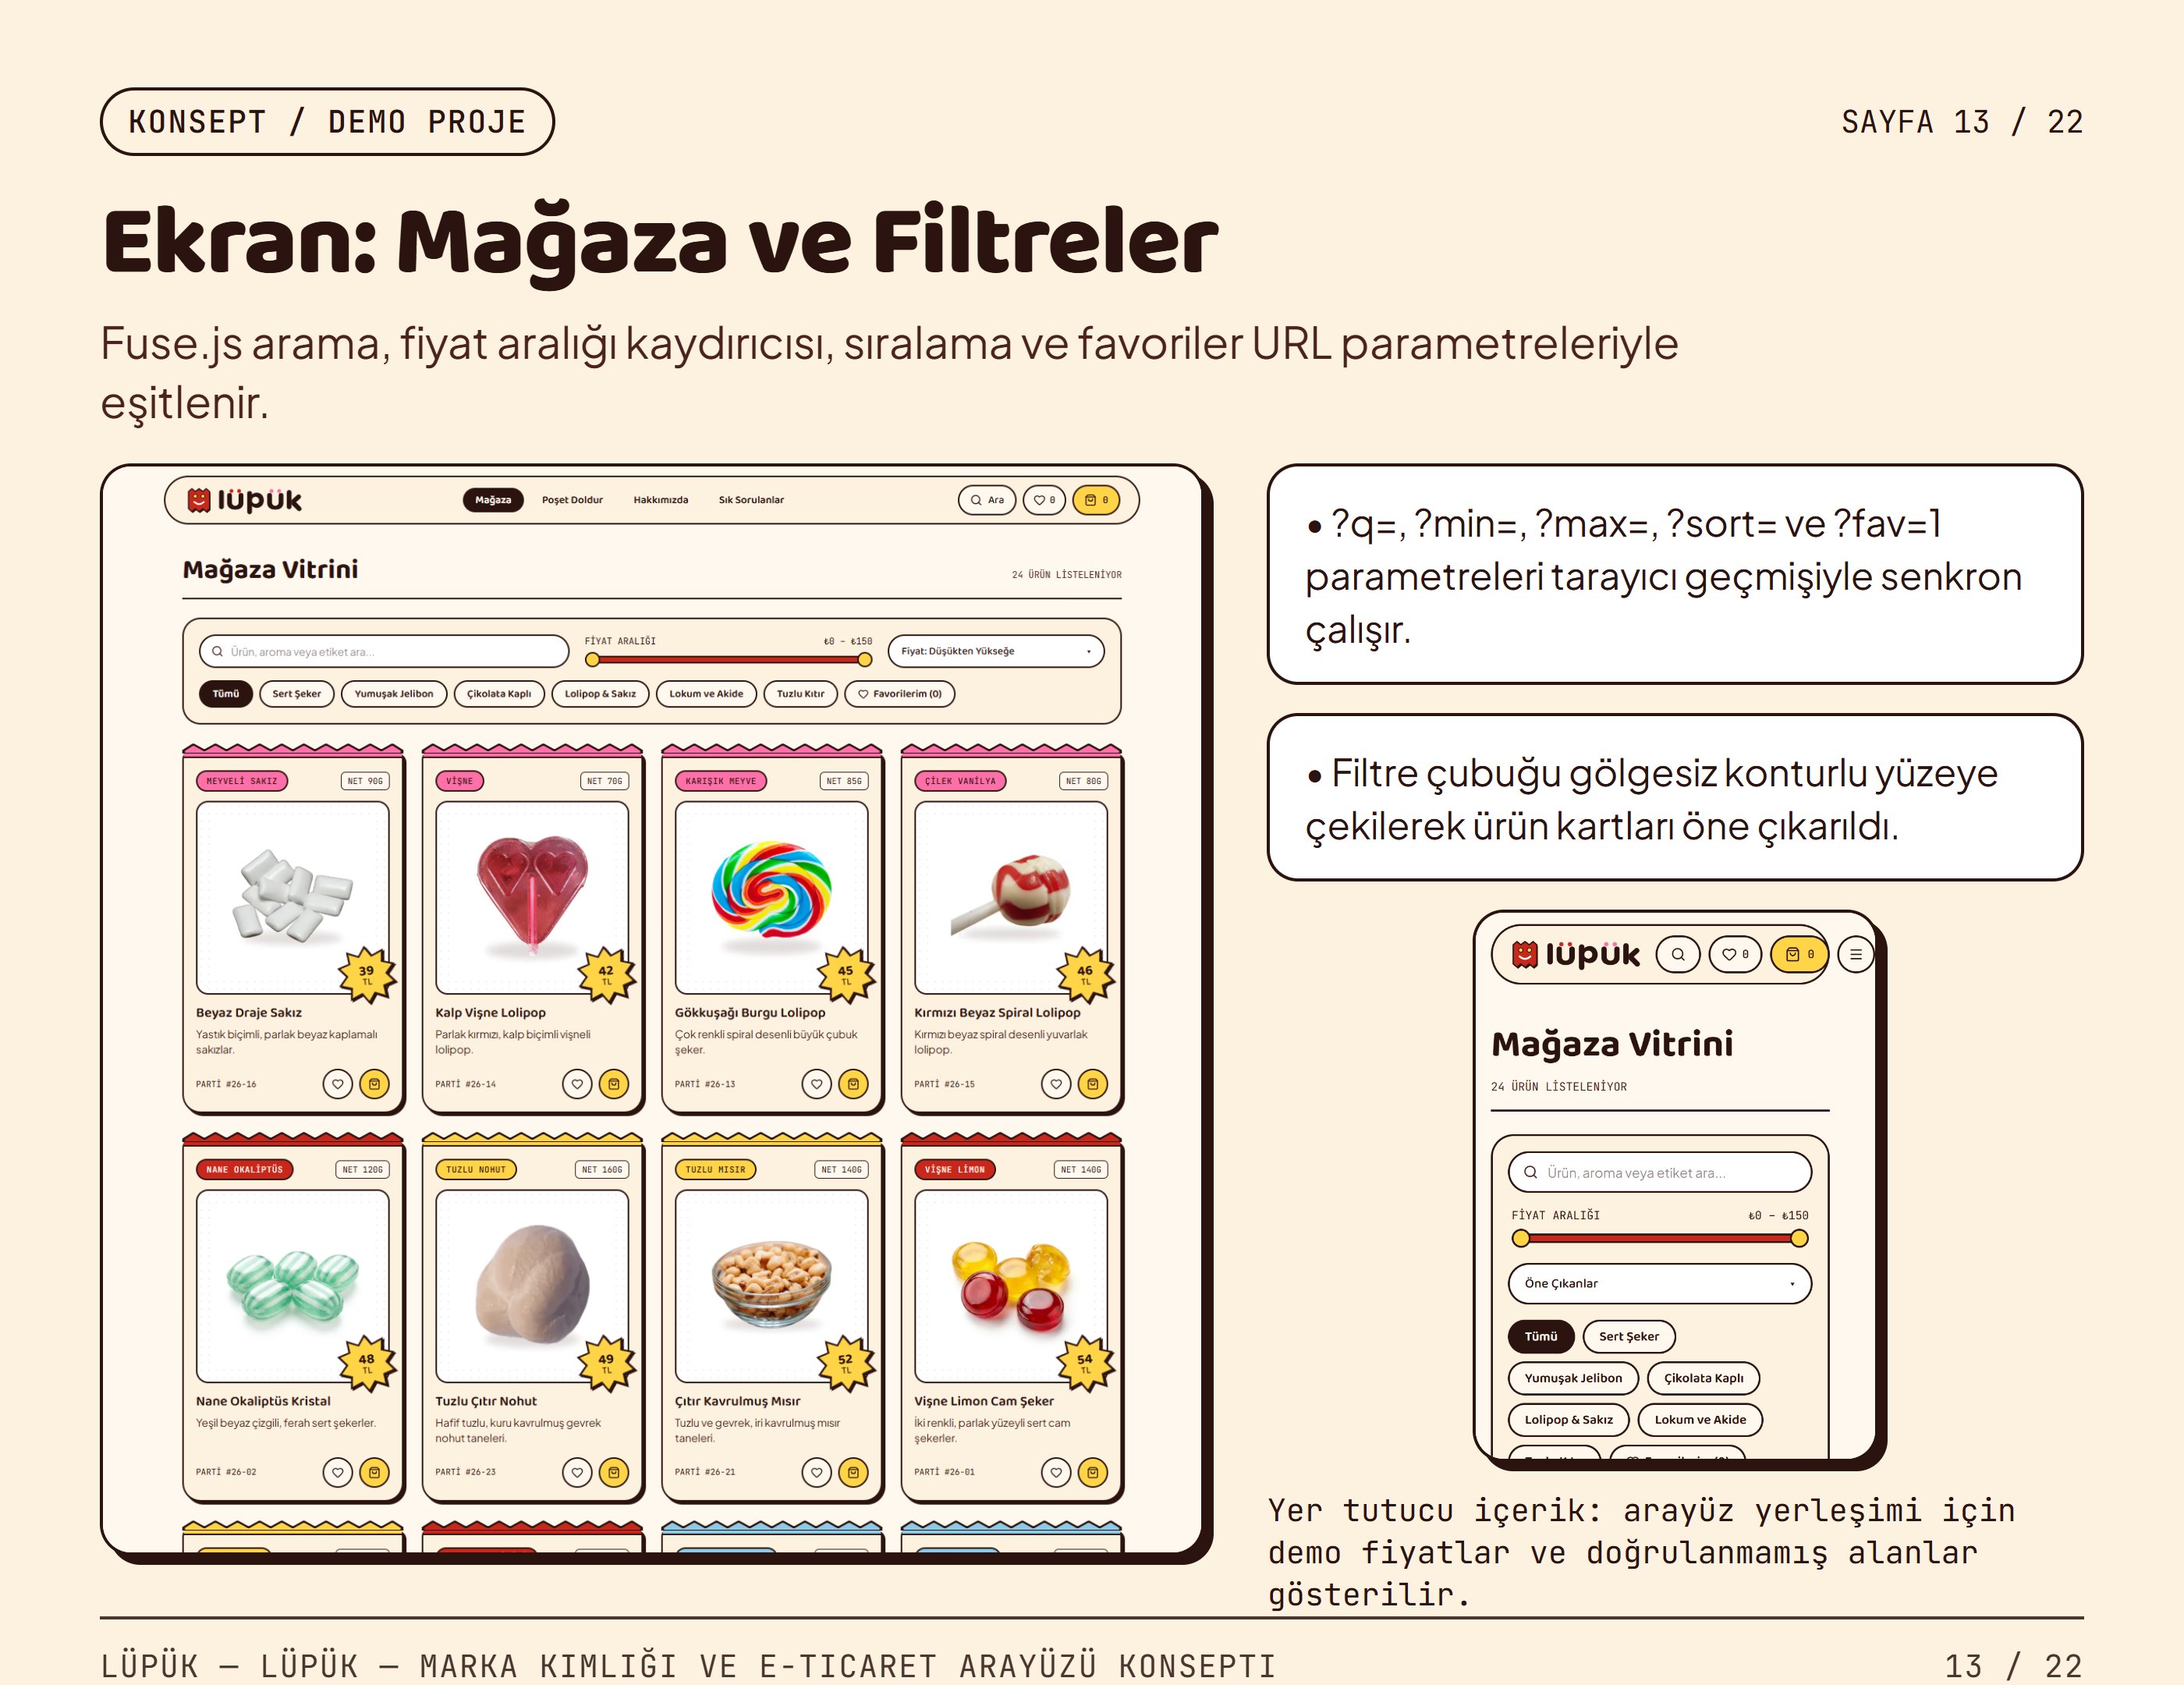 KONSEPT / DEMO PROJE
SAYFA 13 / 22
Ekran: Mağaza ve Filtreler
Fuse.js arama, fiyat aralığı kaydırıcısı, sıralama ve favoriler URL parametreleriyle
eşitlenir.
lüpük
Mağaza
Poşet Doldur
Hakkımızda
Sık Sorulanlar
Ara
0
0
Mağaza Vitrini
24 ÜRÜN LİSTELENİYOR
Ürün, aroma veya etiket ara...
FİYAT ARALIĞI
₺0 – ₺150
Fiyat: Düşükten Yükseğe
Tümü
Sert Şeker
Yumuşak Jelibon
Çikolata Kaplı
Lolipop & Sakız
Lokum ve Akide
Tuzlu Kıtır
Favorilerim (0)
MEYVELİ SAKIZ
NET 90G
39
TL
Beyaz Draje Sakız
Yastık biçimli, parlak beyaz kaplamalı
sakızlar.
PARTİ #26-16
VİŞNE
NET 70G
42
TL
Kalp Vişne Lolipop
Parlak kırmızı, kalp biçimli vişneli
lolipop.
PARTİ #26-14
KARIŞIK MEYVE
NET 85G
45
TL
Gökkuşağı Burgu Lolipop
Çok renkli spiral desenli büyük çubuk
şeker.
PARTİ #26-13
ÇİLEK VANİLYA
NET 80G
46
TL
Kırmızı Beyaz Spiral Lolipop
Kırmızı beyaz spiral desenli yuvarlak
lolipop.
PARTİ #26-15
NANE OKALİPTÜS
NET 120G
48
TL
Nane Okaliptüs Kristal
Yeşil beyaz çizgili, ferah sert şekerler.
PARTİ #26-02
TUZLU NOHUT
NET 160G
49
TL
Tuzlu Çıtır Nohut
Hafif tuzlu, kuru kavrulmuş gevrek
nohut taneleri.
PARTİ #26-23
TUZLU MISIR
NET 140G
52
TL
Çıtır Kavrulmuş Mısır
Tuzlu ve gevrek, iri kavrulmuş mısır
taneleri.
PARTİ #26-21
VİŞNE LİMON
NET 140G
54
TL
Vişne Limon Cam Şeker
İki renkli, parlak yüzeyli sert cam
şekerler.
PARTİ #26-01
• ?q=, ?min=, ?max=, ?sort= ve ?fav=1
parametreleri tarayıcı geçmişiyle senkron
çalışır.
• Filtre çubuğu gölgesiz konturlu yüzeye
çekilerek ürün kartları öne çıkarıldı.
lüpük
0
0
Mağaza Vitrini
24 ÜRÜN LİSTELENİYOR
Ürün, aroma veya etiket ara...
FİYAT ARALIĞI
₺0 – ₺150
Öne Çıkanlar
Tümü
Sert Şeker
Yumuşak Jelibon
Çikolata Kaplı
Lolipop & Sakız
Lokum ve Akide
Yer tutucu içerik: arayüz yerleşimi için
demo fiyatlar ve doğrulanmamış alanlar
gösterilir.
LÜPÜK — LÜPÜK — MARKA KIMLIĞI VE E-TICARET ARAYÜZÜ KONSEPTI
13 / 22